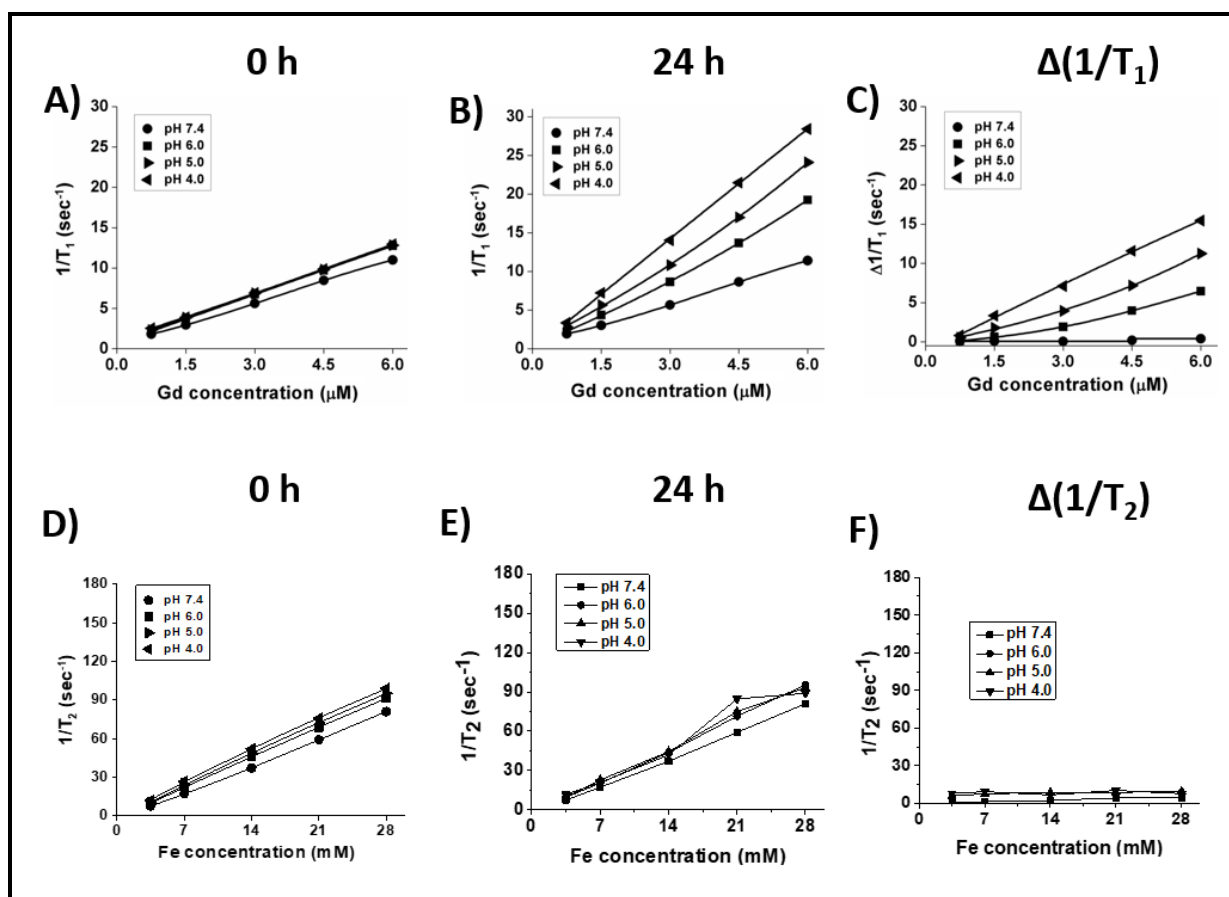 0 h
24 h
Δ(1/T₁)
A)
30
25
20
15
10
5
0
0.0 1.5 3.0 4.5 6.0
1/T₁ (sec⁻¹)
Gd concentration (μM)
pH 7.4
pH 6.0
pH 5.0
pH 4.0
B)
30
25
20
15
10
5
0
0.0 1.5 3.0 4.5 6.0
1/T₁ (sec⁻¹)
Gd concentration (μM)
pH 7.4
pH 6.0
pH 5.0
pH 4.0
C)
30
25
20
15
10
5
0
0.0 1.5 3.0 4.5 6.0
Δ1/T₁ (sec⁻¹)
Gd concentration (μM)
pH 7.4
pH 6.0
pH 5.0
pH 4.0
0 h
24 h
Δ(1/T₂)
D)
180
150
120
90
60
30
0
0 7 14 21 28
1/T₂ (sec⁻¹)
Fe concentration (mM)
pH 7.4
pH 6.0
pH 5.0
pH 4.0
E)
180
150
120
90
60
30
0
0 7 14 21 28
1/T2 (sec⁻¹)
Fe concentration (mM)
pH 7.4
pH 6.0
pH 5.0
pH 4.0
F)
180
150
120
90
60
30
0
0 7 14 21 28
1/T2 (sec⁻¹)
Fe concentration (mM)
pH 7.4
pH 6.0
pH 5.0
pH 4.0